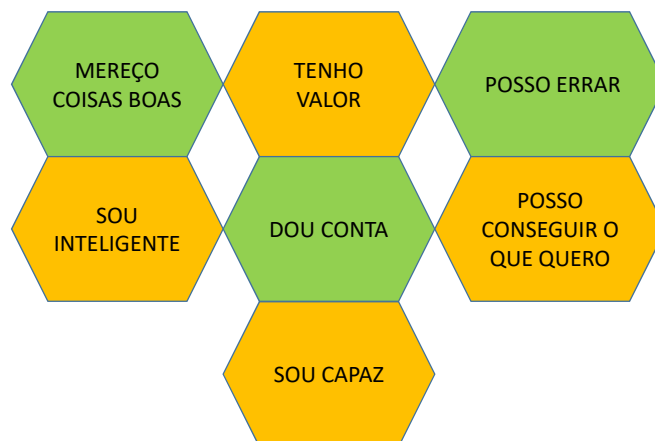 MEREÇO
COISAS BOAS
TENHO
VALOR
POSSO ERRAR
SOU
INTELIGENTE
DOU CONTA
POSSO
CONSEGUIR O
QUE QUERO
SOU CAPAZ